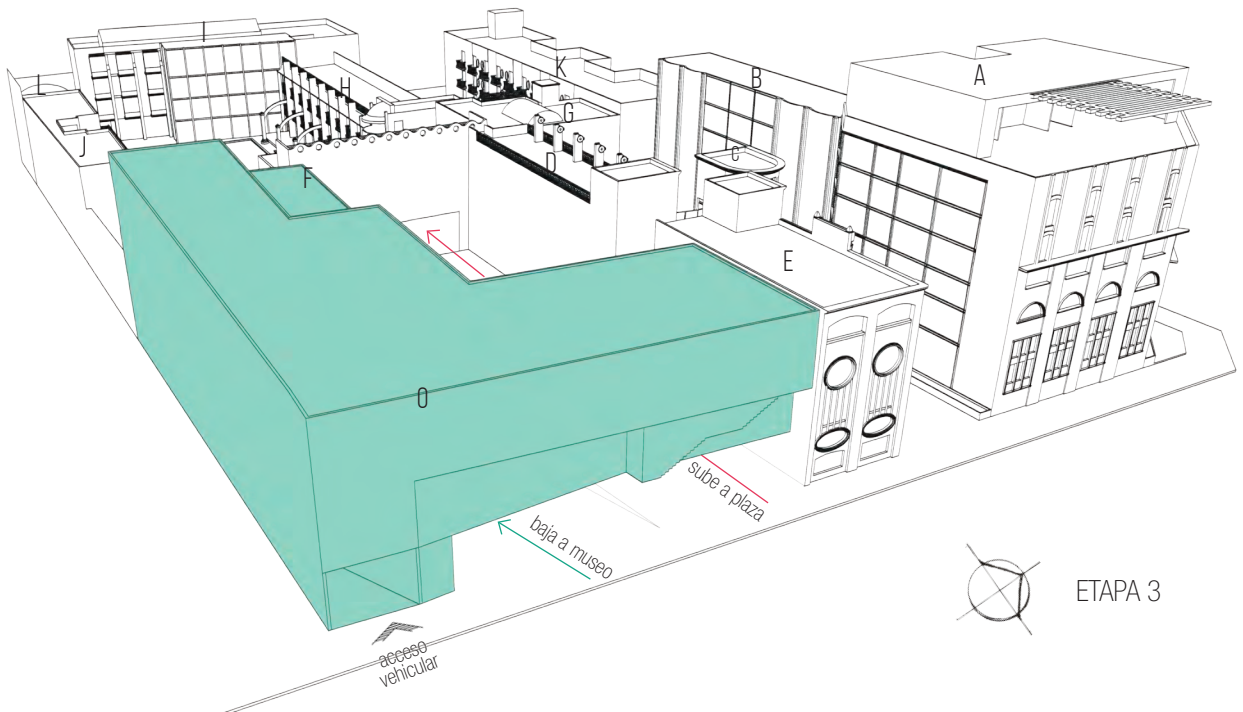 I
K
B
A
L
H
G
J
D
C
F
E
O
sube a plaza
baja a museo
ETAPA 3
acceso
vehicular